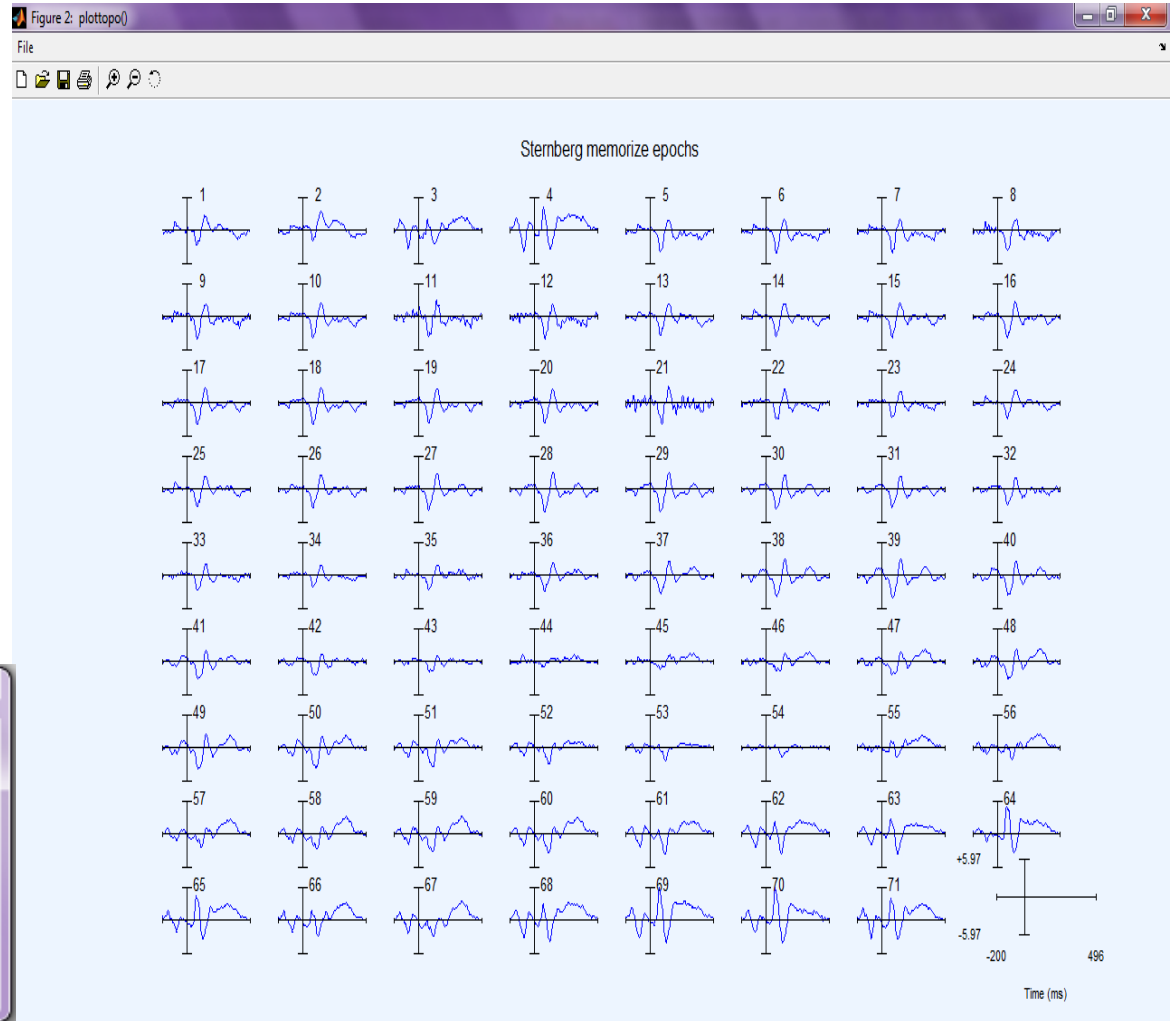 Figure 2: plottopo()
File
Sternberg memorize epochs
1 2 3 4 5 6 7 8
9 10 11 12 13 14 15 16
17 18 19 20 21 22 23 24
25 26 27 28 29 30 31 32
33 34 35 36 37 38 39 40
41 42 43 44 45 46 47 48
49 50 51 52 53 54 55 56
57 58 59 60 61 62 63 64
+5.97
65 66 67 68 69 70 71
-5.97
-200 496
Time (ms)